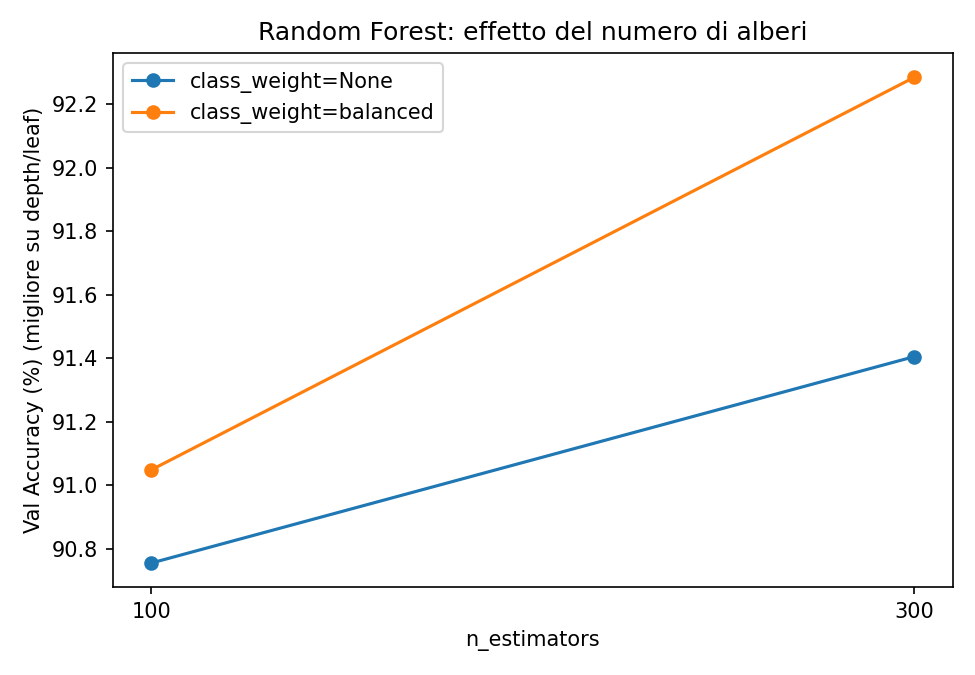 Random Forest: effetto del numero di alberi
class_weight=None
class_weight=balanced
Val Accuracy (%) (migliore su depth/leaf)
92.2
92.0
91.8
91.6
91.4
91.2
91.0
90.8
100
300
n_estimators